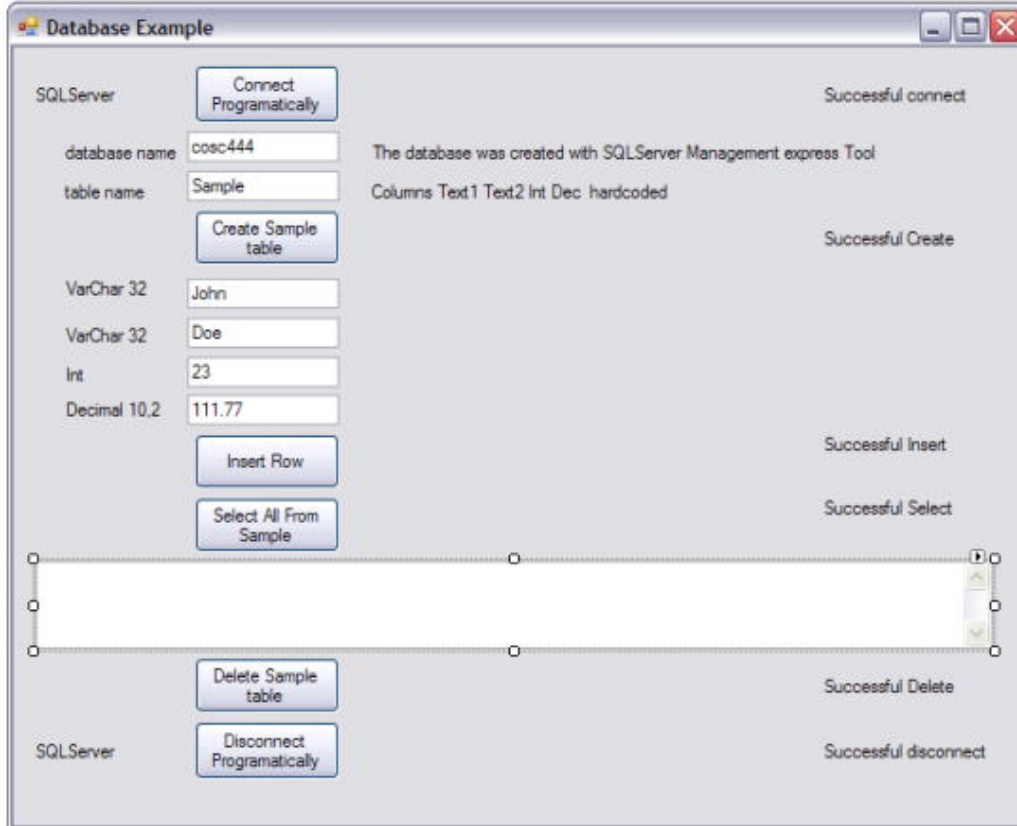 Database Example
SQLServer
Connect
Programatically
Successful connect
database name
cosc444
The database was created with SQLServer Management express Tool
table name
Sample
Columns Text1 Text2 Int Dec hardcoded
Create Sample
table
Successful Create
VarChar 32
John
VarChar 32
Doe
Int
23
Decimal 10,2
111.77
Insert Row
Successful Insert
Select All From
Sample
Successful Select
Delete Sample
table
Successful Delete
SQLServer
Disconnect
Programatically
Successful disconnect